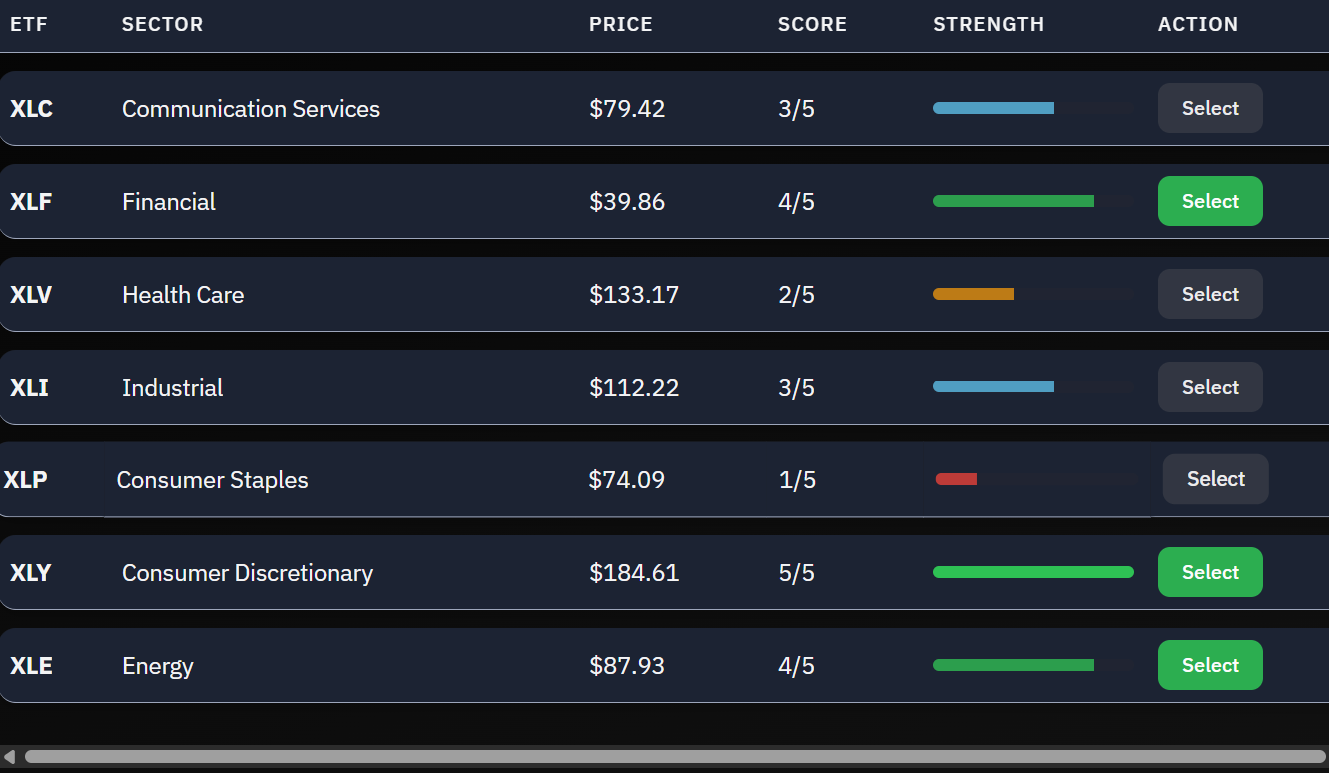 ETF SECTOR PRICE SCORE STRENGTH ACTION
XLC Communication Services $79.42 3/5 Select
XLF Financial $39.86 4/5 Select
XLV Health Care $133.17 2/5 Select
XLI Industrial $112.22 3/5 Select
XLP Consumer Staples $74.09 1/5 Select
XLY Consumer Discretionary $184.61 5/5 Select
XLE Energy $87.93 4/5 Select